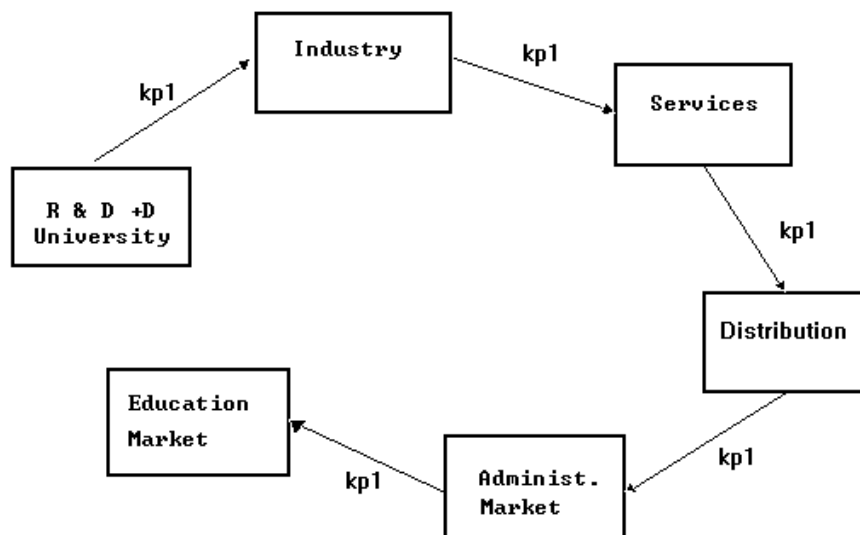 Industry
kp1
kp1
Services
R & D +D
University
kp1
Distribution
Education
Market
kp1
Administ.
Market
kp1